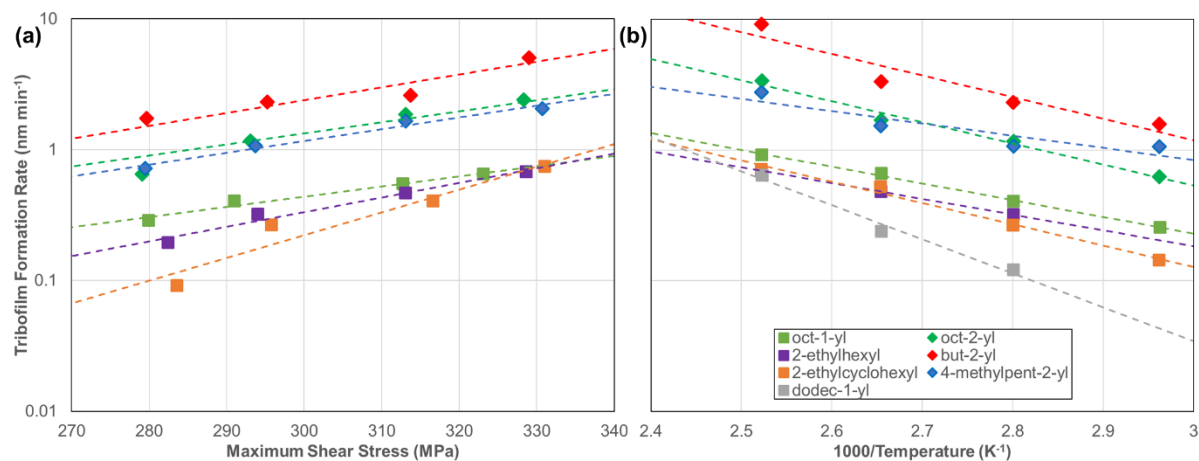 (a)
(b)
Tribofilm Formation Rate (nm min⁻¹)
10
1
0.1
0.01
270 280 290 300 310 320 330 340
Maximum Shear Stress (MPa)
2.4 2.5 2.6 2.7 2.8 2.9 3
1000/Temperature (K⁻¹)
oct-1-yl
oct-2-yl
2-ethylhexyl
but-2-yl
2-ethylcyclohexyl
4-methylpent-2-yl
dodec-1-yl